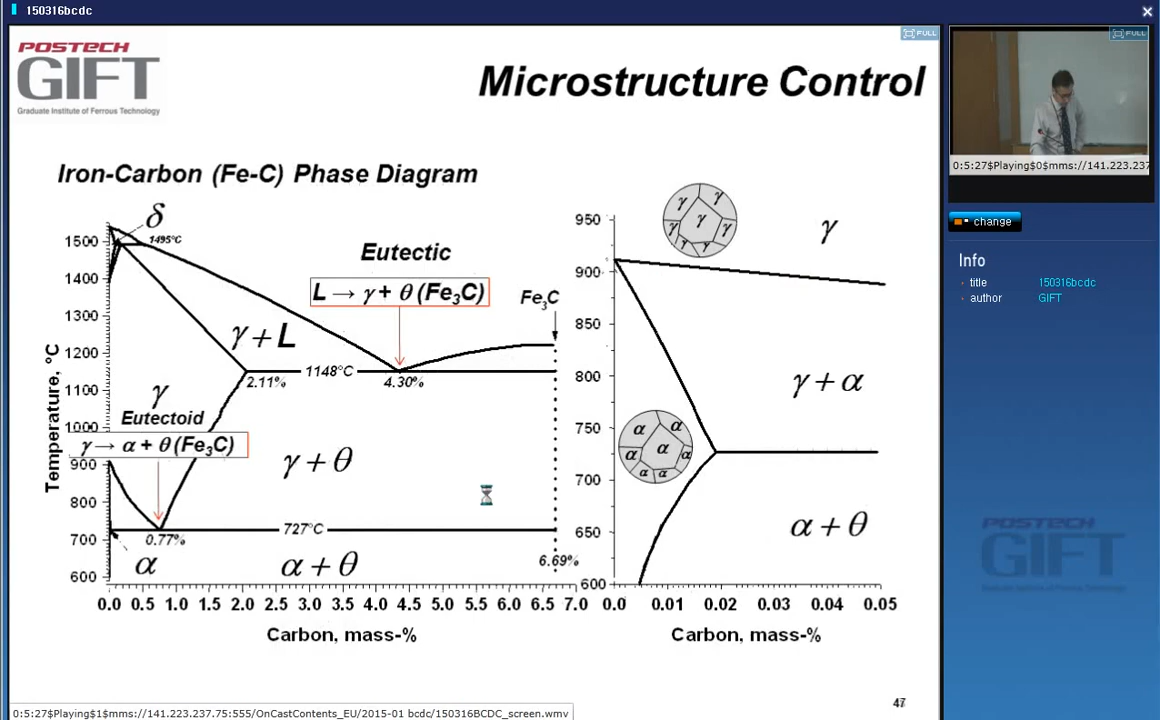 150316bcdc
POSTECH
GIFT
Graduate Institute of Ferrous Technology
Microstructure Control
Iron-Carbon (Fe-C) Phase Diagram
Temperature, °C
1500
1400
1300
1200
1100
1000
900
800
700
600
δ
1495°C
Eutectic
L → γ + θ (Fe3C)
Fe3C
γ + L
1148°C
2.11%
4.30%
γ
Eutectoid
γ → α + θ (Fe3C)
γ + θ
727°C
0.77%
α
α + θ
6.69%
0.0 0.5 1.0 1.5 2.0 2.5 3.0 3.5 4.0 4.5 5.0 5.5 6.0 6.5 7.0
Carbon, mass-%
950
900
850
800
750
700
650
600
γ γ γ γ γ γ γ
γ
γ + α
α α α α α α α
α + θ
0.0 0.01 0.02 0.03 0.04 0.05
Carbon, mass-%
47
0:5:27$Playing$1$mms://141.223.237.75:555/OnCastContents_EU/2015-01 bcdc/150316BCDC_screen.wmv
FULL
FULL
0:5:27$Playing$0$mms://141.223.237
change
Info
title 150316bcdc
author GIFT
POSTECH
GIFT